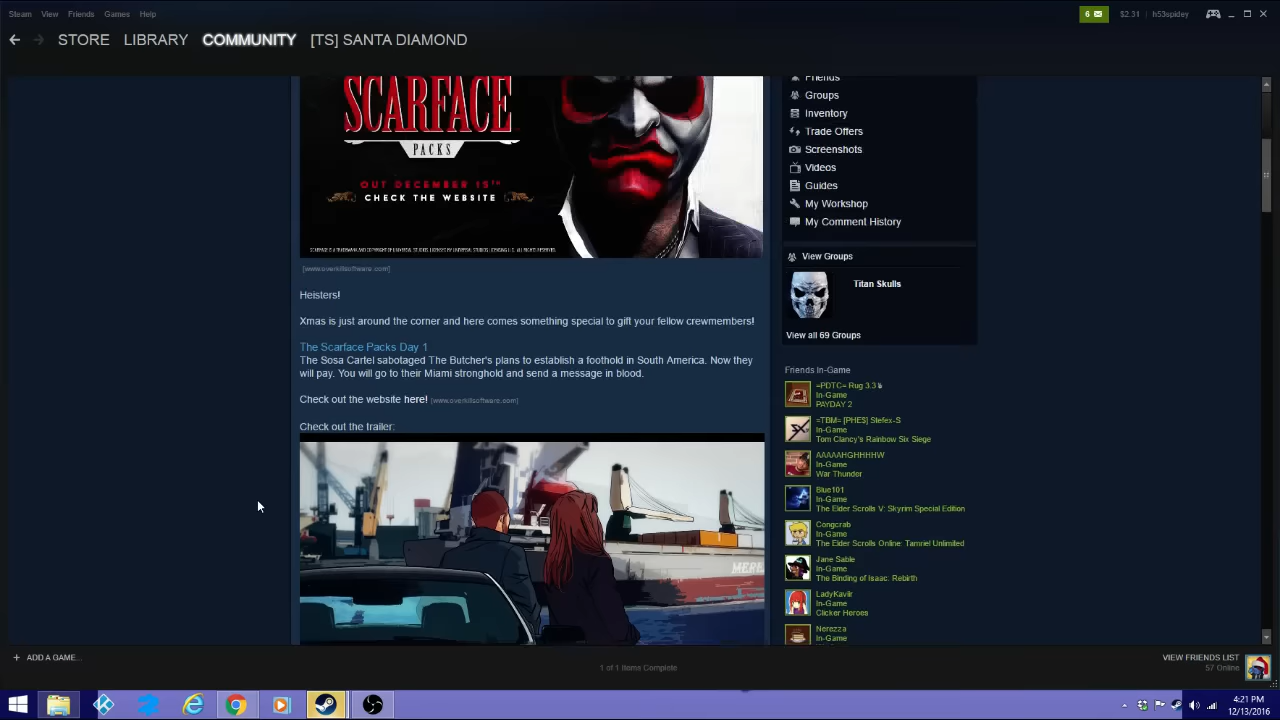 Steam View Friends Games Help
6 $2.31 h53spidey
STORE LIBRARY COMMUNITY [TS] SANTA DIAMOND
SCARFACE
PACKS
OUT DECEMBER 15TH
CHECK THE WEBSITE
[www.overkillsoftware.com]
Heisters!
Xmas is just around the corner and here comes something special to gift your fellow crewmembers!
The Scarface Packs Day 1
The Sosa Cartel sabotaged The Butcher's plans to establish a foothold in South America. Now they
will pay. You will go to their Miami stronghold and send a message in blood.
Check out the website here! [www.overkillsoftware.com]
Check out the trailer:
Friends
Groups
Inventory
Trade Offers
Screenshots
Videos
Guides
My Workshop
My Comment History
View Groups
Titan Skulls
View all 69 Groups
Friends In-Game
=PDTC= Rug 3.3
In-Game
PAYDAY 2
=TBM= [PHE$] Stefex-S
In-Game
Tom Clancy's Rainbow Six Siege
AAAAAHGHHHHW
In-Game
War Thunder
Blue101
In-Game
The Elder Scrolls V: Skyrim Special Edition
Congcrab
In-Game
The Elder Scrolls Online: Tamriel Unlimited
Jane Sable
In-Game
The Binding of Isaac: Rebirth
LadyKaviir
In-Game
Clicker Heroes
Nerezza
In-Game
+ ADD A GAME...
1 of 1 Items Complete
VIEW FRIENDS LIST
57 Online
4:21 PM
12/13/2016